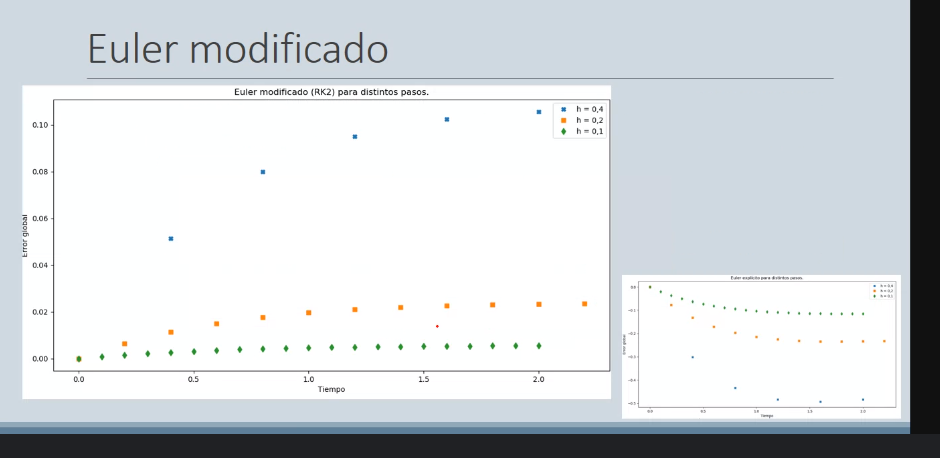 Euler modificado
Euler modificado (RK2) para distintos pasos.
h = 0,4
h = 0,2
h = 0,1
0.10
0.08
0.06
0.04
0.02
0.00
Error global
0.0 0.5 1.0 1.5 2.0
Tiempo
Euler explícito para distintos pasos.
h = 0,4
h = 0,2
h = 0,1
0.0
−0.1
−0.2
−0.3
−0.4
−0.5
Error global
0.0 0.5 1.0 1.5 2.0
Tiempo